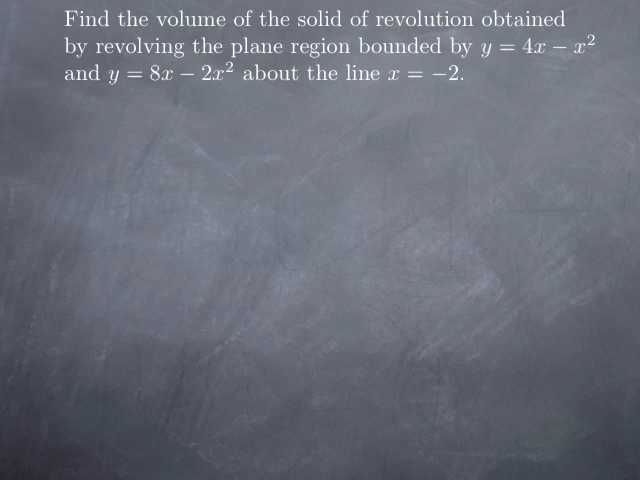 Find the volume of the solid of revolution obtained
by revolving the plane region bounded by y = 4x − x²
and y = 8x − 2x² about the line x = −2.